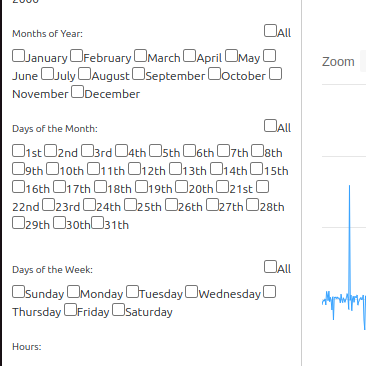 Months of Year: All
January February March April May
June July August September October
November December
Zoom
Days of the Month: All
1st 2nd 3rd 4th 5th 6th 7th 8th
9th 10th 11th 12th 13th 14th 15th
16th 17th 18th 19th 20th 21st
22nd 23rd 24th 25th 26th 27th 28th
29th 30th 31th
Days of the Week: All
Sunday Monday Tuesday Wednesday
Thursday Friday Saturday
Hours: